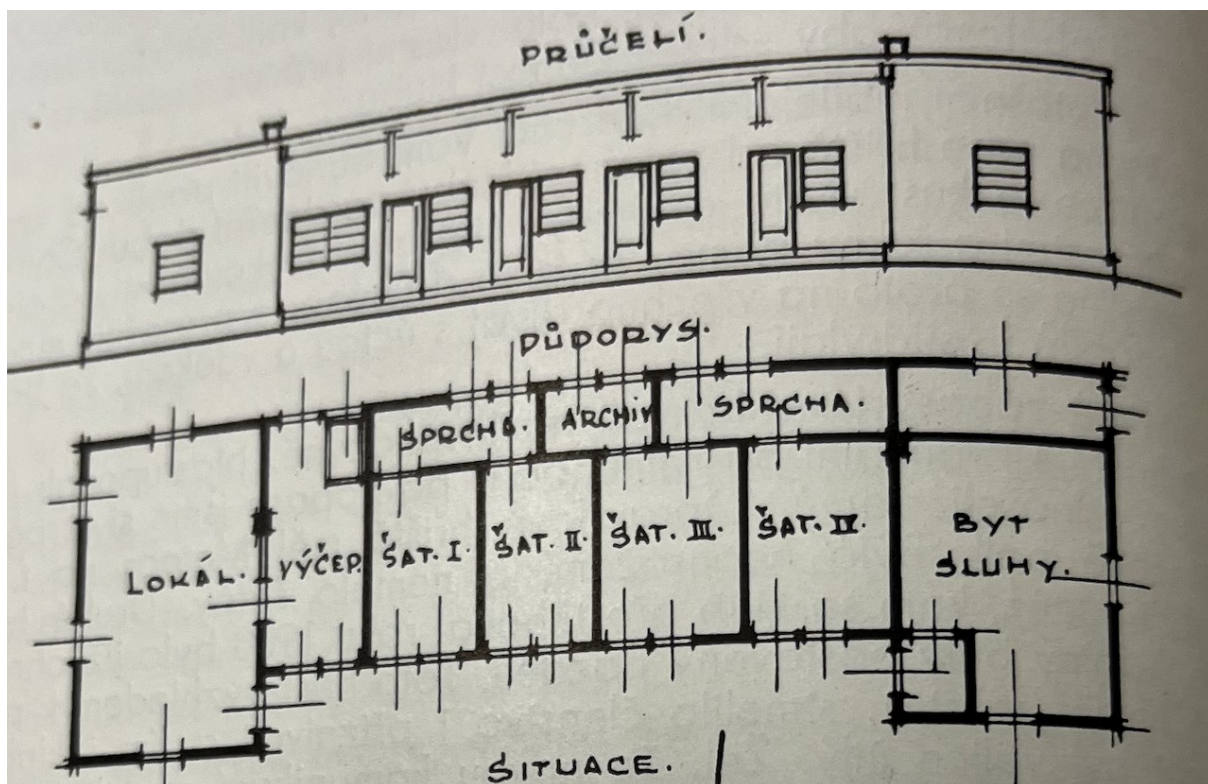 PRŮČELÍ.
PŮDORYS.
SPRCHA. ARCHIV SPRCHA.
LOKÁL. VÝČEP. ŠAT. I. ŠAT. II. ŠAT. III. ŠAT. IV. BYT
SLUHY.
SITUACE.